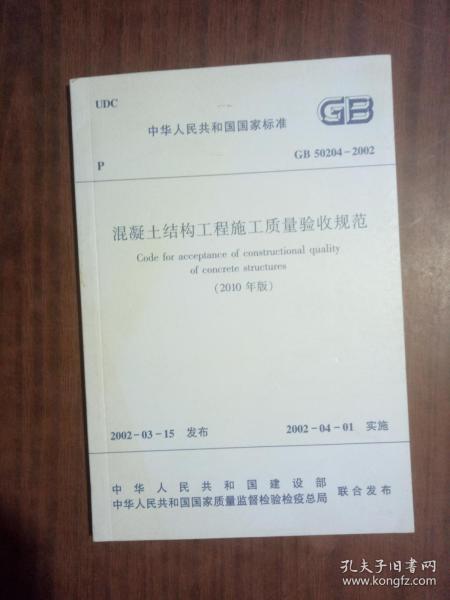 UDC
中华人民共和国国家标准
GB
P
GB 50204-2002
混凝土结构工程施工质量验收规范
Code for acceptance of constructional quality
of concrete structures
(2010 年版)
2002-03-15 发布
2002-04-01 实施
中华人民共和国建设部
中华人民共和国国家质量监督检验检疫总局
联合发布
孔夫子旧书网
www.kongfz.com